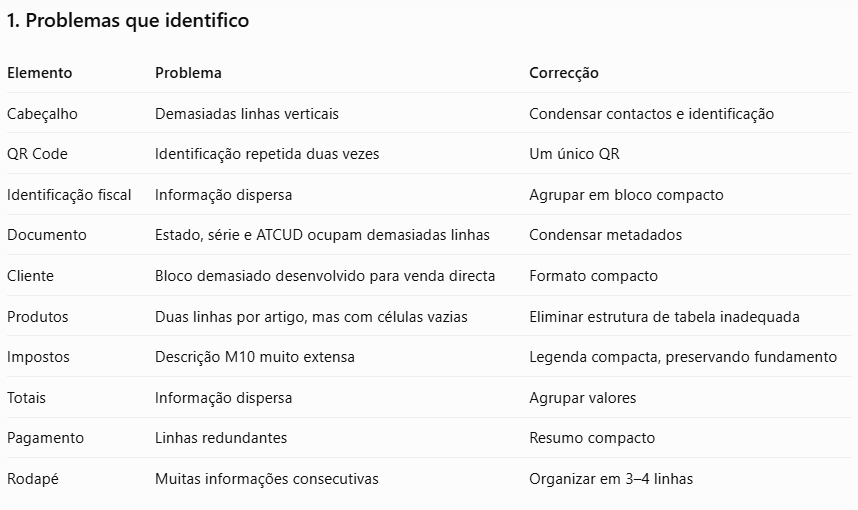 1. Problemas que identifico
Elemento Problema Correcção
Cabeçalho Demasiadas linhas verticais Condensar contactos e identificação
QR Code Identificação repetida duas vezes Um único QR
Identificação fiscal Informação dispersa Agrupar em bloco compacto
Documento Estado, série e ATCUD ocupam demasiadas linhas Condensar metadados
Cliente Bloco demasiado desenvolvido para venda directa Formato compacto
Produtos Duas linhas por artigo, mas com células vazias Eliminar estrutura de tabela inadequada
Impostos Descrição M10 muito extensa Legenda compacta, preservando fundamento
Totais Informação dispersa Agrupar valores
Pagamento Linhas redundantes Resumo compacto
Rodapé Muitas informações consecutivas Organizar em 3–4 linhas